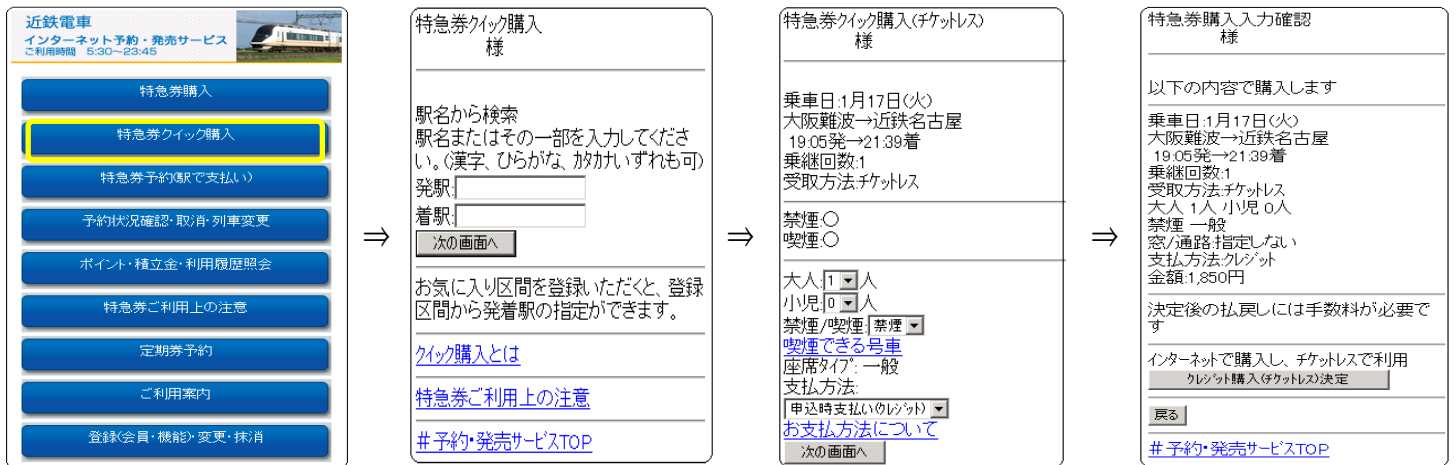 近鉄電車
インターネット予約・発売サービス
ご利用時間 5:30～23:45
特急券購入
特急券クイック購入
特急券予約(駅で支払い)
予約状況確認・取消・列車変更
ポイント・積立金・利用履歴照会
特急券ご利用上の注意
定期券予約
ご利用案内
登録(会員・機能)・変更・抹消
⇒
特急券ｸｲｯｸ購入
様
駅名から検索
駅名またはその一部を入力してくださ
い。(漢字、ひらがな、ｶﾀｶﾅいずれも可)
発駅:
着駅:
次の画面へ
お気に入り区間を登録いただくと、登録
区間から発着駅の指定ができます。
ｸｲｯｸ購入とは
特急券ご利用上の注意
＃予約・発売ｻｰﾋﾞｽTOP
⇒
特急券ｸｲｯｸ購入(ﾁｹｯﾄﾚｽ)
様
乗車日:1月17日(火)
大阪難波→近鉄名古屋
19:05発→21:39着
乗継回数:1
受取方法:ﾁｹｯﾄﾚｽ
禁煙:○
喫煙:○
大人:1人
小児:0人
禁煙/喫煙:禁煙
喫煙できる号車
座席ﾀｲﾌﾟ:一般
支払方法:
申込時支払い(ｸﾚｼﾞｯﾄ)
お支払方法について
次の画面へ
⇒
特急券購入入力確認
様
以下の内容で購入します
乗車日:1月17日(火)
大阪難波→近鉄名古屋
19:05発→21:39着
乗継回数:1
受取方法:ﾁｹｯﾄﾚｽ
大人 1人 小児 0人
禁煙 一般
窓/通路:指定しない
支払方法:ｸﾚｼﾞｯﾄ
金額:1,850円
決定後の払戻しには手数料が必要で
す
ｲﾝﾀｰﾈｯﾄで購入し、ﾁｹｯﾄﾚｽで利用
ｸﾚｼﾞｯﾄ購入(ﾁｹｯﾄﾚｽ)決定
戻る
＃予約・発売ｻｰﾋﾞｽTOP